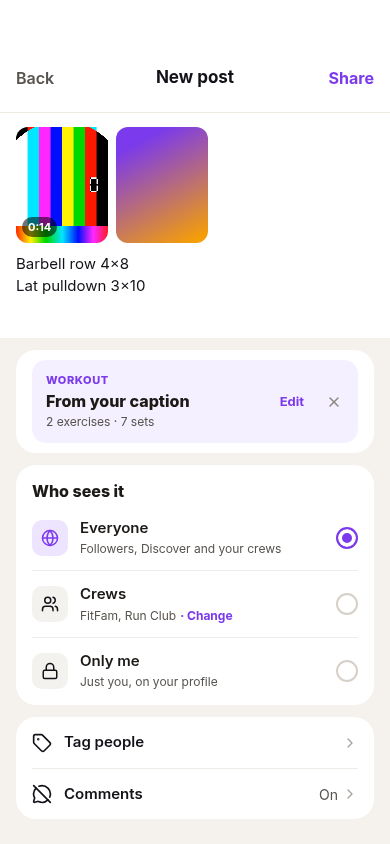 Back
New post
Share
0:14
Barbell row 4×8
Lat pulldown 3×10
WORKOUT
From your caption
Edit
2 exercises · 7 sets
Who sees it
Everyone
Followers, Discover and your crews
Crews
FitFam, Run Club · Change
Only me
Just you, on your profile
Tag people
Comments
On